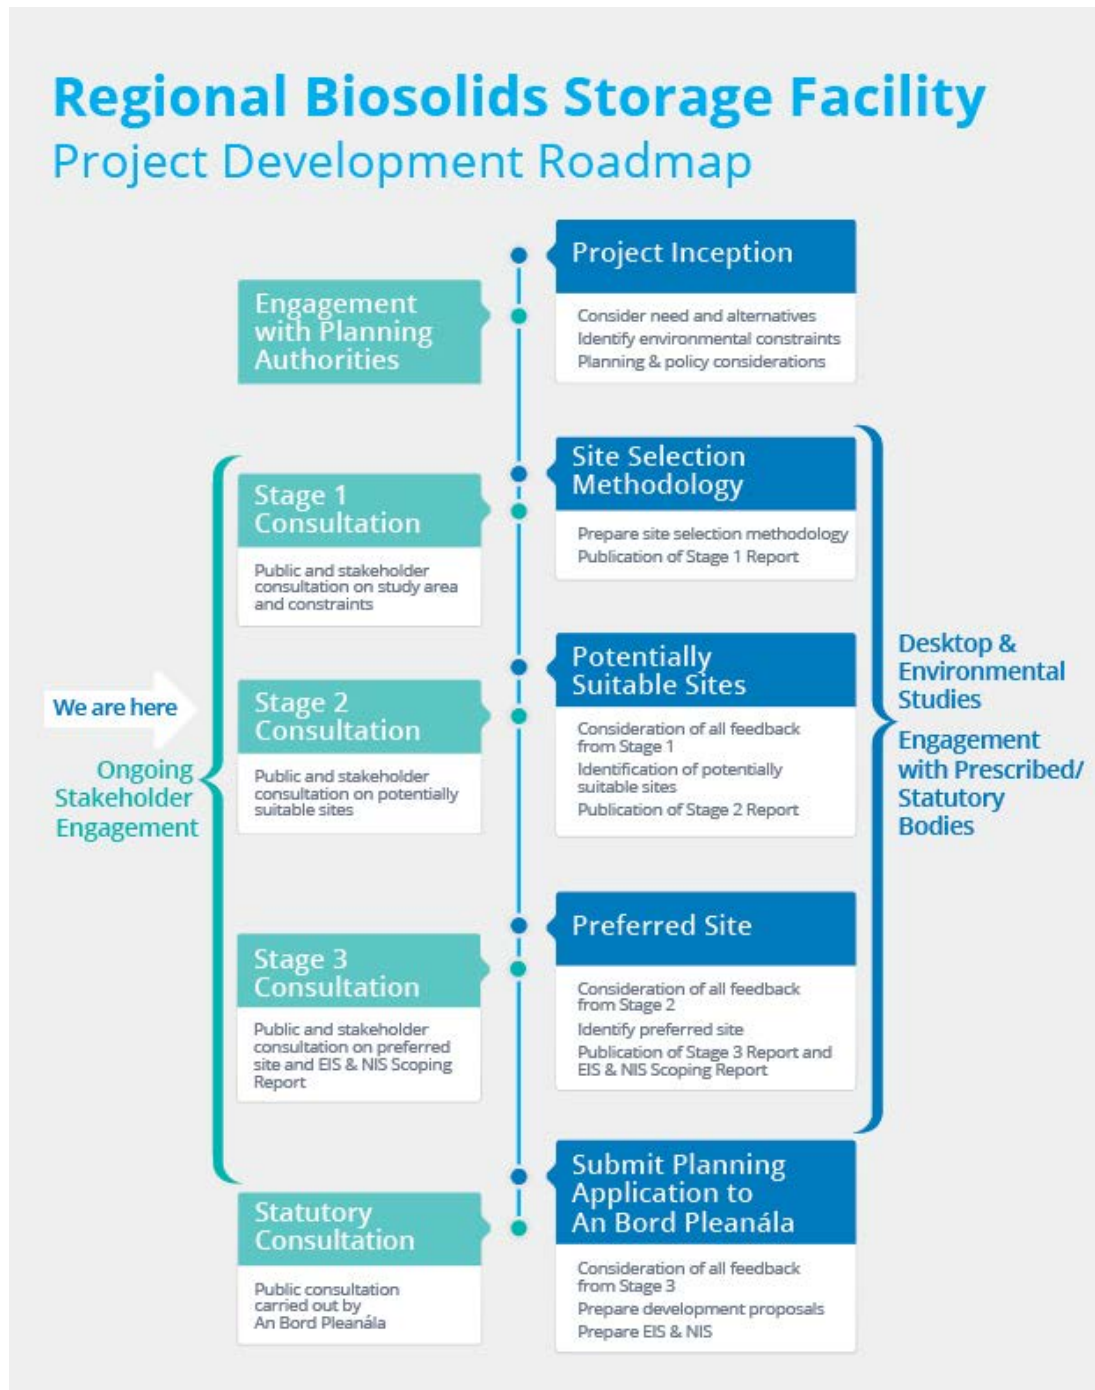 Regional Biosolids Storage Facility
Project Development Roadmap
Project Inception
Consider need and alternatives
Identify environmental constraints
Planning & policy considerations
Engagement
with Planning
Authorities
Site Selection
Methodology
Prepare site selection methodology
Publication of Stage 1 Report
Stage 1
Consultation
Public and stakeholder
consultation on study area
and constraints
Potentially
Suitable Sites
Consideration of all feedback
from Stage 1
Identification of potentially
suitable sites
Publication of Stage 2 Report
We are here
Stage 2
Consultation
Public and stakeholder
consultation on potentially
suitable sites
Ongoing
Stakeholder
Engagement
Desktop &
Environmental
Studies
Engagement
with Prescribed/
Statutory
Bodies
Preferred Site
Consideration of all feedback
from Stage 2
Identify preferred site
Publication of Stage 3 Report and
EIS & NIS Scoping Report
Stage 3
Consultation
Public and stakeholder
consultation on preferred
site and EIS & NIS Scoping
Report
Submit Planning
Application to
An Bord Pleanála
Consideration of all feedback
from Stage 3
Prepare development proposals
Prepare EIS & NIS
Statutory
Consultation
Public consultation
carried out by
An Bord Pleanála